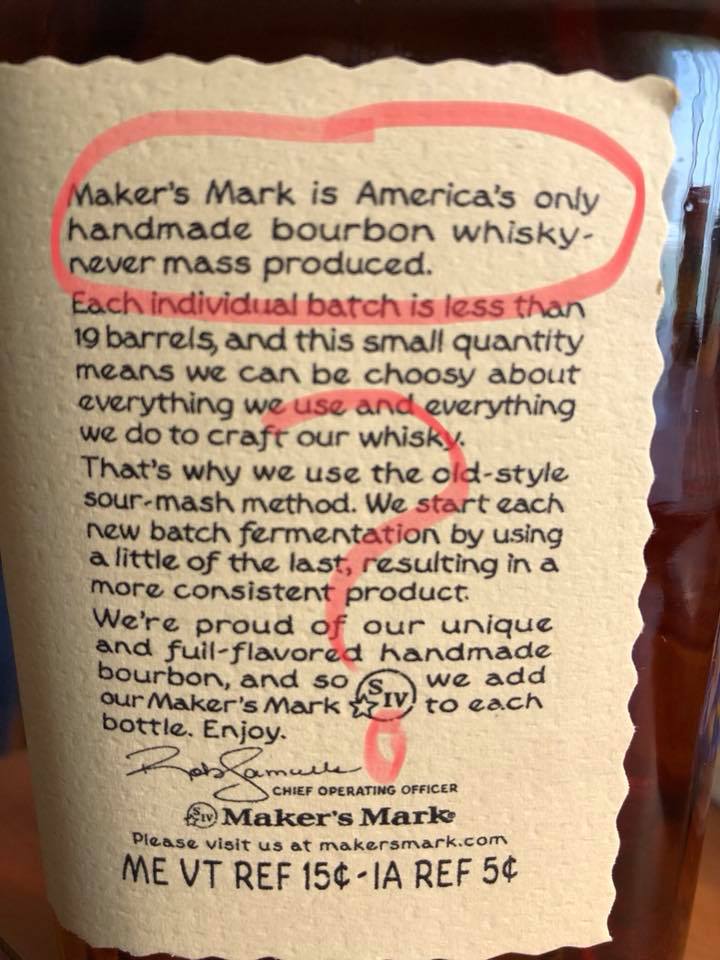 Maker's Mark is America's only
handmade bourbon whisky-
never mass produced.
Each individual batch is less than
19 barrels, and this small quantity
means we can be choosy about
everything we use and everything
we do to craft our whisky.
That's why we use the old-style
sour-mash method. We start each
new batch fermentation by using
a little of the last, resulting in a
more consistent product.
We're proud of our unique
and full-flavored handmade
bourbon, and so SIV we add
our Maker's Mark to each
bottle. Enjoy.
Rob Samuels
CHIEF OPERATING OFFICER
SIV Maker's Mark
Please visit us at makersmark.com
ME VT REF 15¢-IA REF 5¢
?